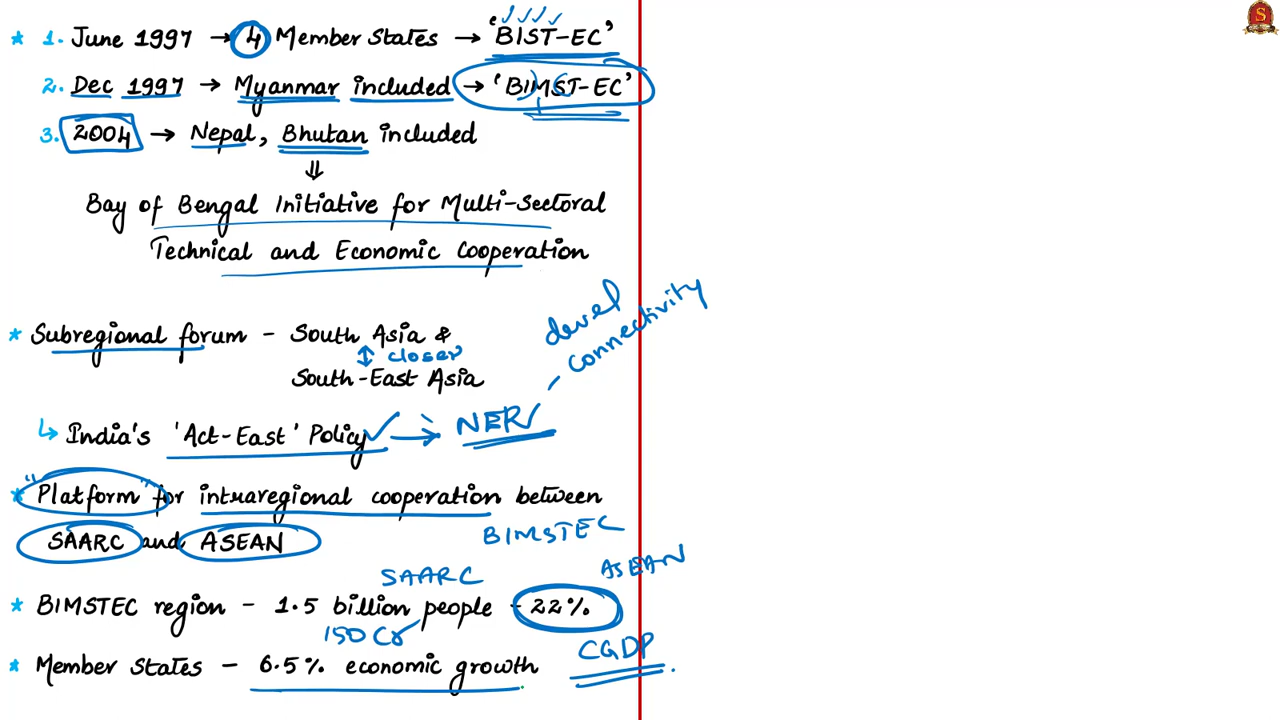 * 1. June 1997 → 4 Member States → 'BIST-EC'
2. Dec 1997 → Myanmar included → 'BIMST-EC'
3. 2004 → Nepal, Bhutan included
⇓
Bay of Bengal Initiative for Multi-Sectoral
Technical and Economic Cooperation
devel
connectivity
* Subregional forum - South Asia &
↕ closer
South-East Asia
↳ India's 'Act-East' Policy → NER
* "Platform" for intraregional cooperation between
SAARC and ASEAN
BIMSTEC
SAARC ASEAN
* BIMSTEC region - 1.5 billion people - 22%
150 Cr
* Member States - 6.5% economic growth
CGDP
S